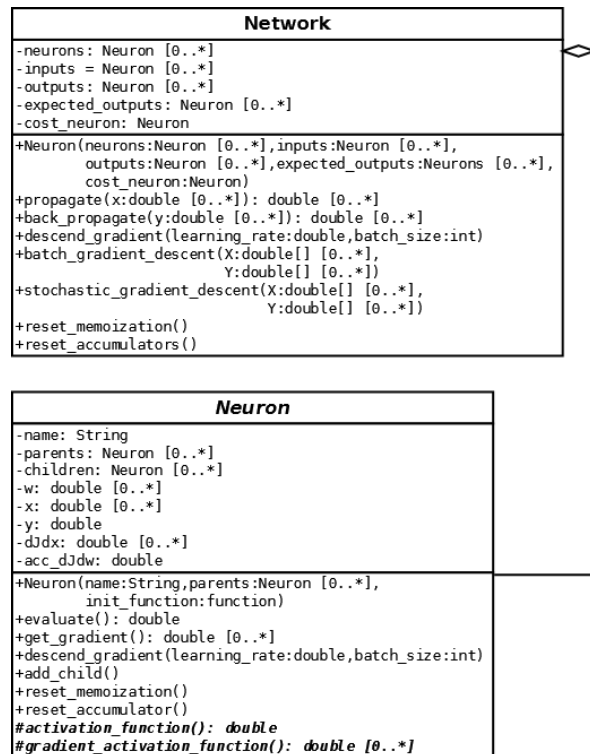 Network
-neurons: Neuron [0..*]
-inputs = Neuron [0..*]
-outputs: Neuron [0..*]
-expected_outputs: Neuron [0..*]
-cost_neuron: Neuron
+Neuron(neurons:Neuron [0..*],inputs:Neuron [0..*],
outputs:Neuron [0..*],expected_outputs:Neurons [0..*],
cost_neuron:Neuron)
+propagate(x:double [0..*]): double [0..*]
+back_propagate(y:double [0..*]): double [0..*]
+descend_gradient(learning_rate:double,batch_size:int)
+batch_gradient_descent(X:double[] [0..*],
Y:double[] [0..*])
+stochastic_gradient_descent(X:double[] [0..*],
Y:double[] [0..*])
+reset_memoization()
+reset_accumulators()
Neuron
-name: String
-parents: Neuron [0..*]
-children: Neuron [0..*]
-w: double [0..*]
-x: double [0..*]
-y: double
-dJdx: double [0..*]
-acc_dJdw: double
+Neuron(name:String,parents:Neuron [0..*],
init_function:function)
+evaluate(): double
+get_gradient(): double [0..*]
+descend_gradient(learning_rate:double,batch_size:int)
+add_child()
+reset_memoization()
+reset_accumulator()
#activation_function(): double
#gradient_activation_function(): double [0..*]